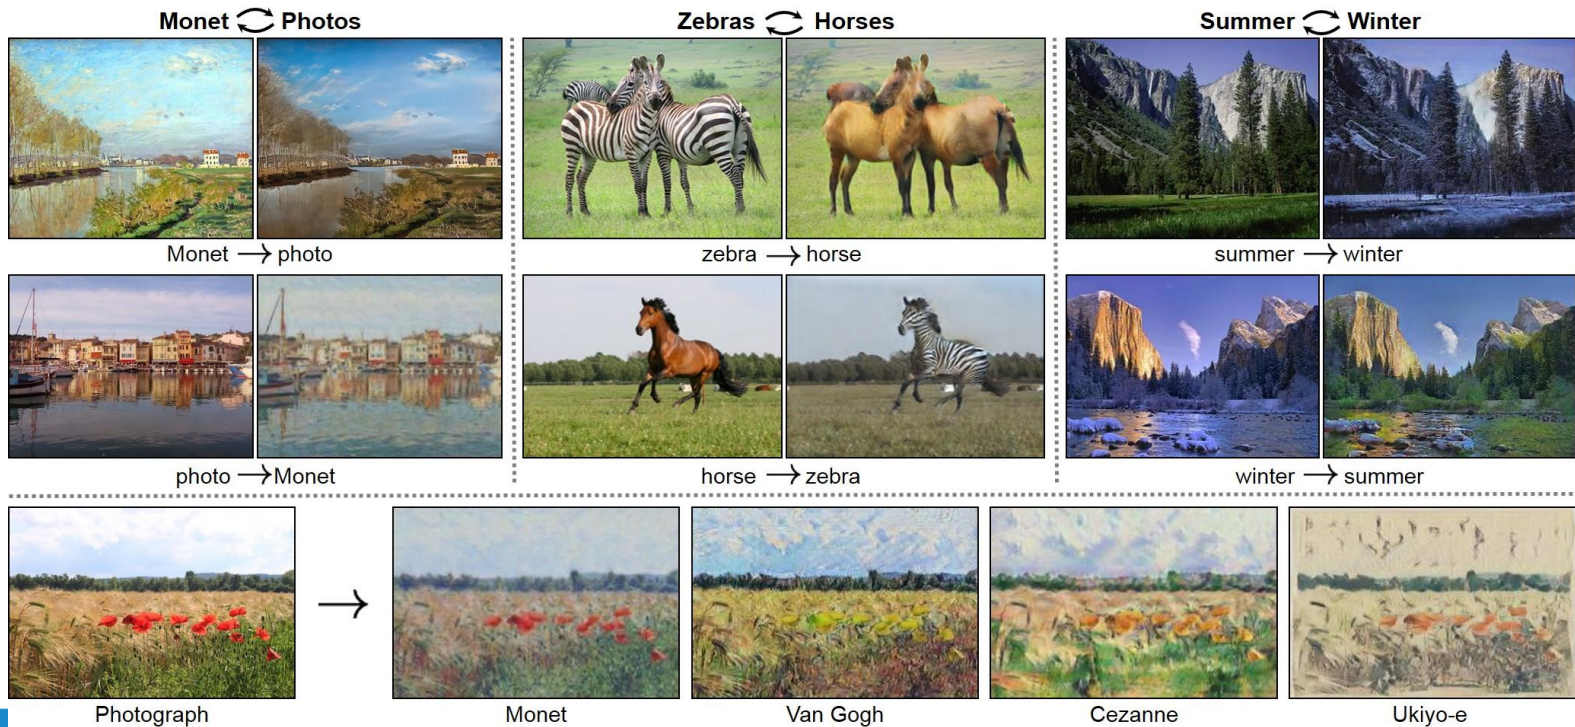 Monet Photos
Zebras Horses
Summer Winter
Monet → photo
zebra → horse
summer → winter
photo → Monet
horse → zebra
winter → summer
Photograph
Monet
Van Gogh
Cezanne
Ukiyo-e